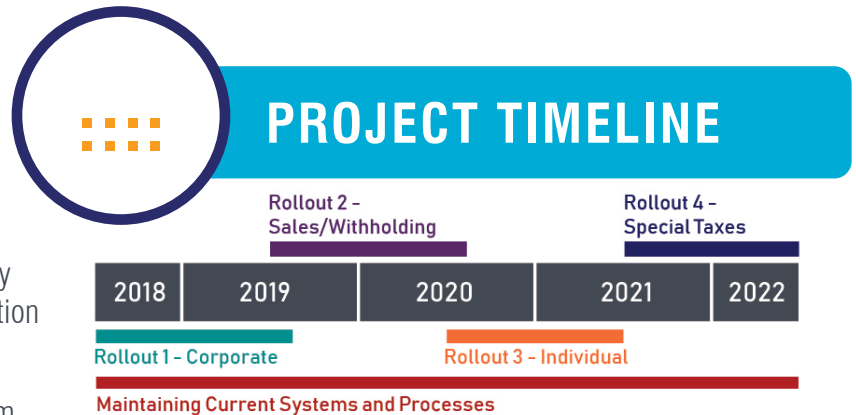 PROJECT TIMELINE
Rollout 2 -
Sales/Withholding
Rollout 4 -
Special Taxes
2018 2019 2020 2021 2022
Rollout 1 - Corporate
Rollout 3 - Individual
Maintaining Current Systems and Processes